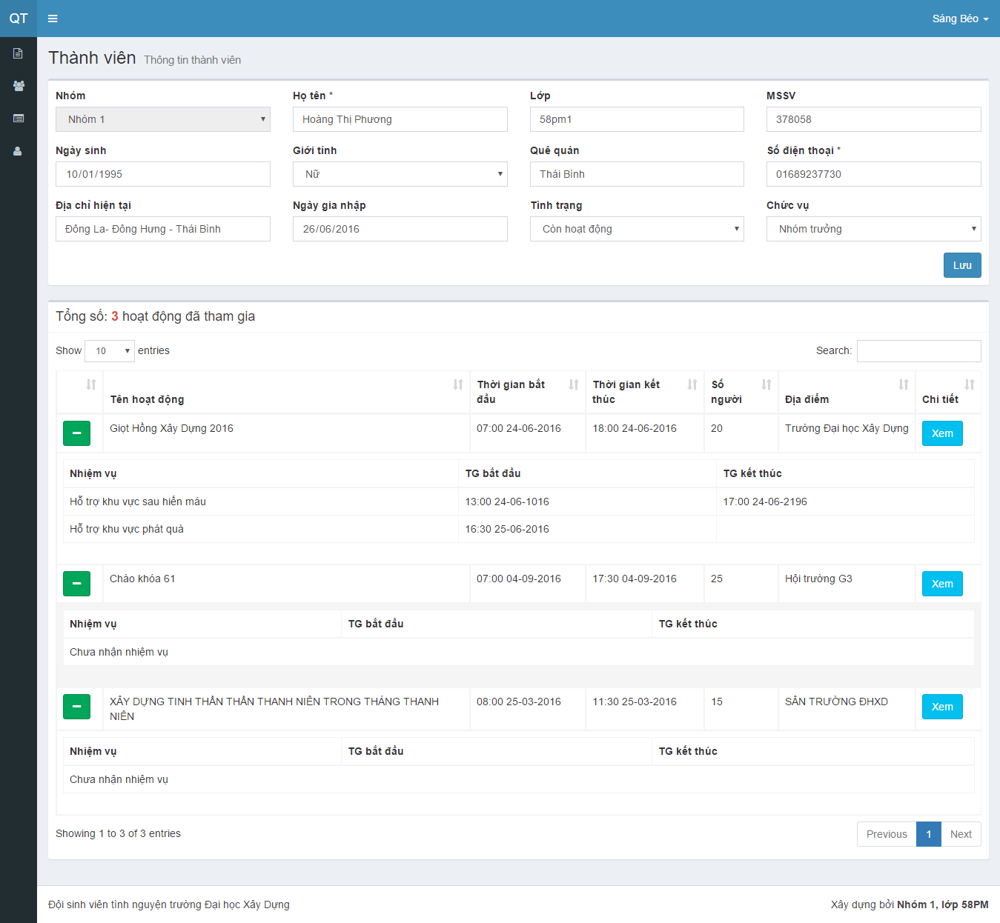 QT
Sáng Béo
Thành viên Thông tin thành viên
Nhóm Họ tên * Lớp MSSV
Nhóm 1 Hoàng Thị Phương 58pm1 378058
Ngày sinh Giới tính Quê quán Số điện thoại *
10/01/1995 Nữ Thái Bình 01689237730
Địa chỉ hiện tại Ngày gia nhập Tình trạng Chức vụ
Đông La- Đông Hưng - Thái Bình 26/06/2016 Còn hoạt động Nhóm trưởng
Lưu
Tổng số: 3 hoạt động đã tham gia
Show 10 entries Search:
Tên hoạt động Thời gian bắt đầu Thời gian kết thúc Số người Địa điểm Chi tiết
Giọt Hồng Xây Dựng 2016 07:00 24-06-2016 18:00 24-06-2016 20 Trường Đại học Xây Dựng Xem
Nhiệm vụ TG bắt đầu TG kết thúc
Hỗ trợ khu vực sau hiến máu 13:00 24-06-1016 17:00 24-06-2196
Hỗ trợ khu vực phát quà 16:30 25-06-2016
Chào khóa 61 07:00 04-09-2016 17:30 04-09-2016 25 Hội trường G3 Xem
Nhiệm vụ TG bắt đầu TG kết thúc
Chưa nhận nhiệm vụ
XÂY DỰNG TINH THẦN THẦN THANH NIÊN TRONG THÁNG THANH NIÊN 08:00 25-03-2016 11:30 25-03-2016 15 SÂN TRƯỜNG ĐHXD Xem
Nhiệm vụ TG bắt đầu TG kết thúc
Chưa nhận nhiệm vụ
Showing 1 to 3 of 3 entries Previous 1 Next
Đội sinh viên tình nguyện trường Đại học Xây Dựng Xây dựng bởi Nhóm 1, lớp 58PM